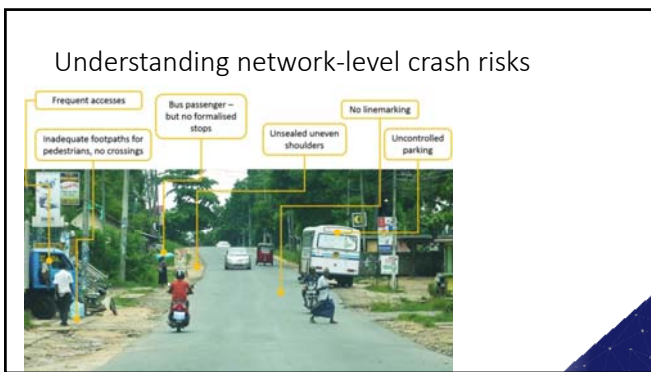 Understanding network-level crash risks
Frequent accesses
Bus passenger –
but no formalised
stops
No linemarking
Inadequate footpaths for
pedestrians, no crossings
Unsealed uneven
shoulders
Uncontrolled
parking